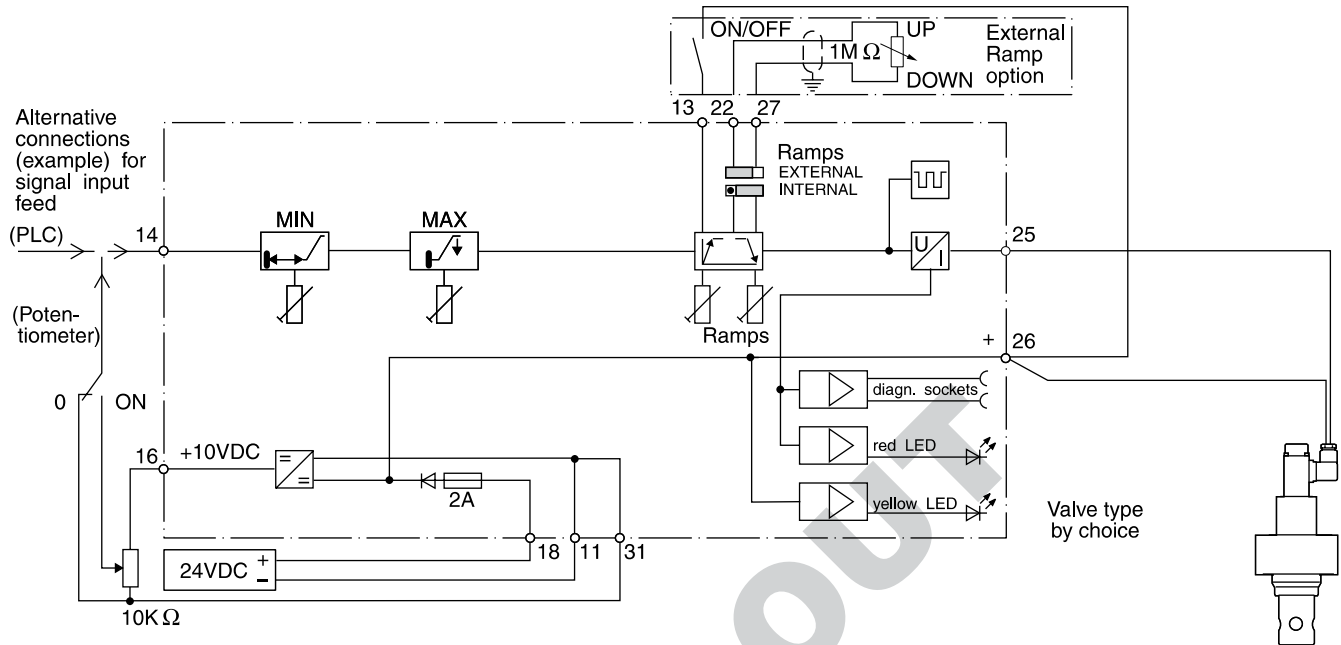 ON/OFF
UP
External
Ramp
option
1M Ω
DOWN
13 22 27
Alternative
connections
(example) for
signal input
feed
Ramps
EXTERNAL
INTERNAL
(PLC)
14
MIN
MAX
U
I
25
(Poten-
tiometer)
Ramps
+ 26
diagn. sockets
0 ON
red LED
16 +10VDC
=
=
2A
yellow LED
Valve type
by choice
18 11 31
24VDC + –
10K Ω
OUT